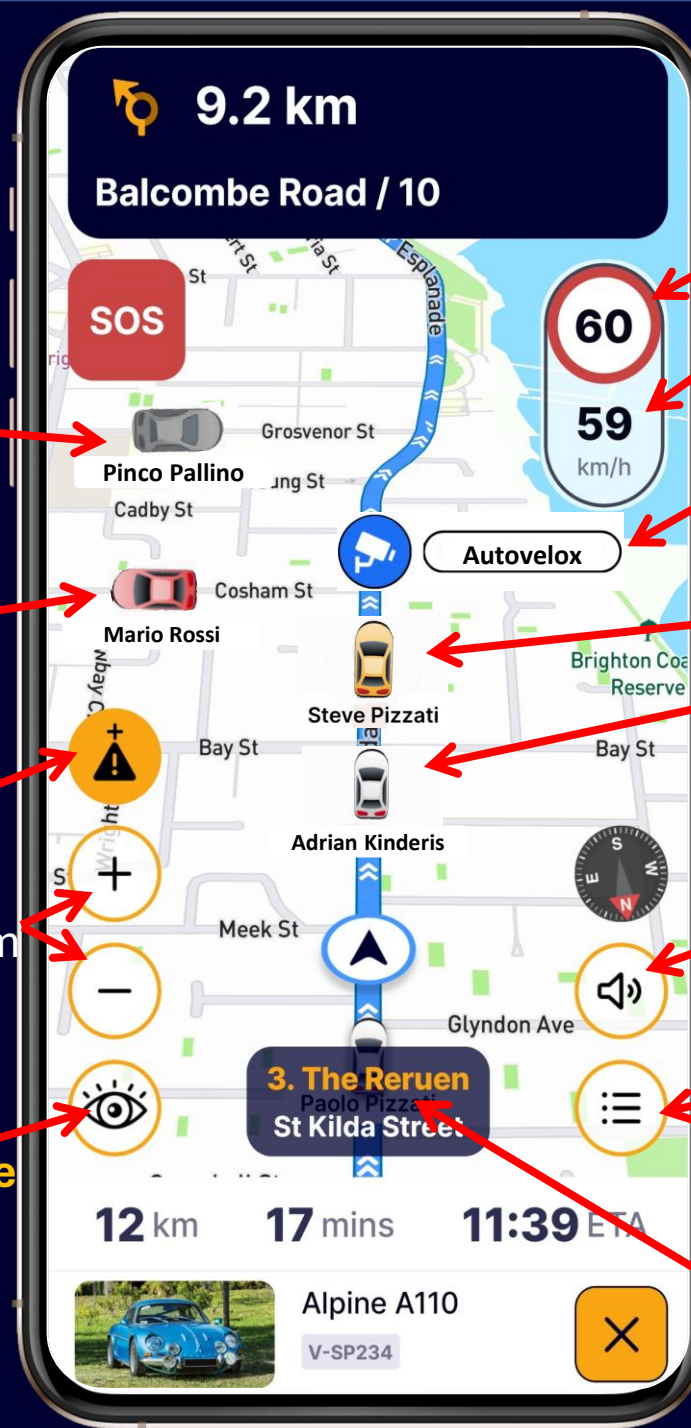 9.2 km
Balcombe Road / 10
St
Esplanade
SOS
60
59
km/h
Grosvenor St
Pinco Pallino
Cadby St
Autovelox
Cosham St
Mario Rossi
Brighton Coa
Reserve
Steve Pizzati
Bay St
Bay St
Adrian Kinderis
+
S
W
E
N
Meek St
−
Glyndon Ave
3. The Reruen
Paolo Pizzati
St Kilda Street
e
12 km 17 mins 11:39 ETA
Alpine A110
V-SP234